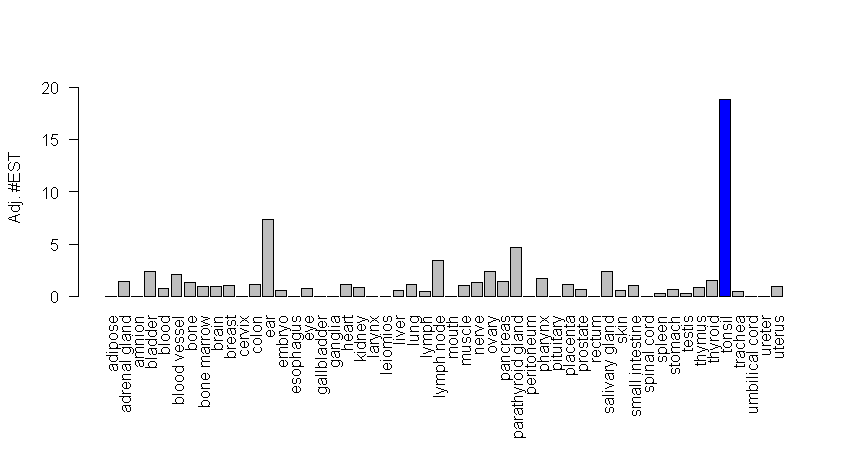 Adj. #EST
20
15
10
5
0
adipose
adrenal gland
amnion
bladder
blood
blood vessel
bone
bone marrow
brain
breast
cervix
colon
ear
embryo
esophagus
eye
gallbladder
ganglia
heart
kidney
larynx
leiomios
liver
lung
lymph
lymph node
mouth
muscle
nerve
ovary
pancreas
parathyroid gland
peritoneum
pharynx
pituitary
placenta
prostate
rectum
salivary gland
skin
small intestine
spinal cord
spleen
stomach
testis
thymus
thyroid
tonsil
trachea
umbilical cord
ureter
uterus